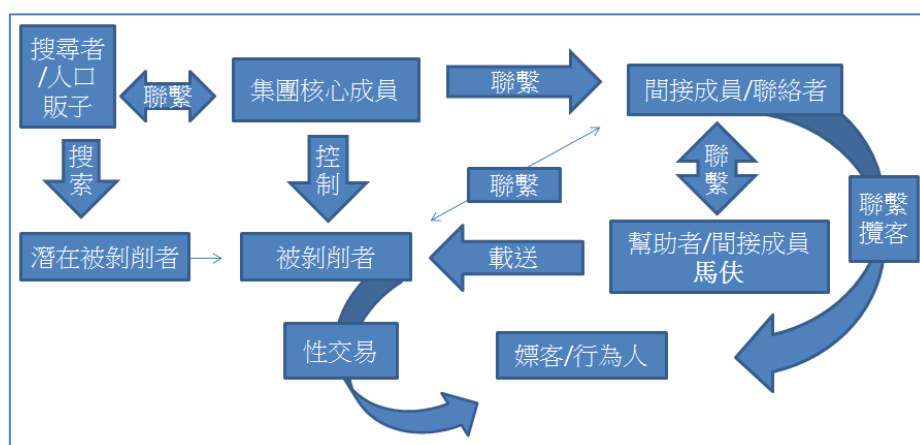 搜尋者
/人口
販子
聯繫
集團核心成員
聯繫
間接成員/聯絡者
搜
索
控
制
聯繫
聯
繫
聯繫
攬客
潛在被剝削者
被剝削者
載送
幫助者/間接成員
馬伕
性交易
嫖客/行為人